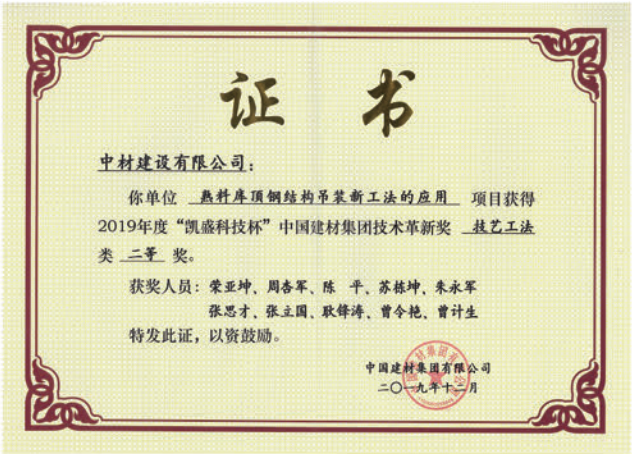 证 书
中材建设有限公司：
你单位 熟料库顶钢结构吊装新工法的应用 项目获得
2019年度“凯盛科技杯”中国建材集团技术革新奖 技艺工法
类 二等 奖。
获奖人员：荣亚坤、周杏军、陈 平、苏栋坤、朱永军
张思才、张立国、耿锋涛、曾令艳、曾计生
特发此证，以资鼓励。
中国建材集团有限公司
二〇一九年十二月